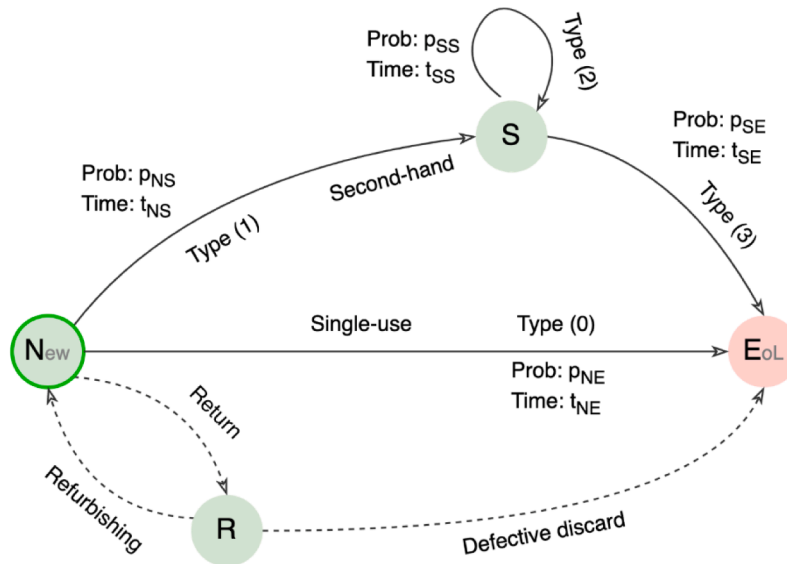 Prob: pSS
Time: tSS
Type (2)
S
Prob: pSE
Time: tSE
Prob: pNS
Time: tNS
Second-hand
Type (1)
Type (3)
Single-use
Type (0)
New
EoL
Prob: pNE
Time: tNE
Return
Refurbishing
R
Defective discard